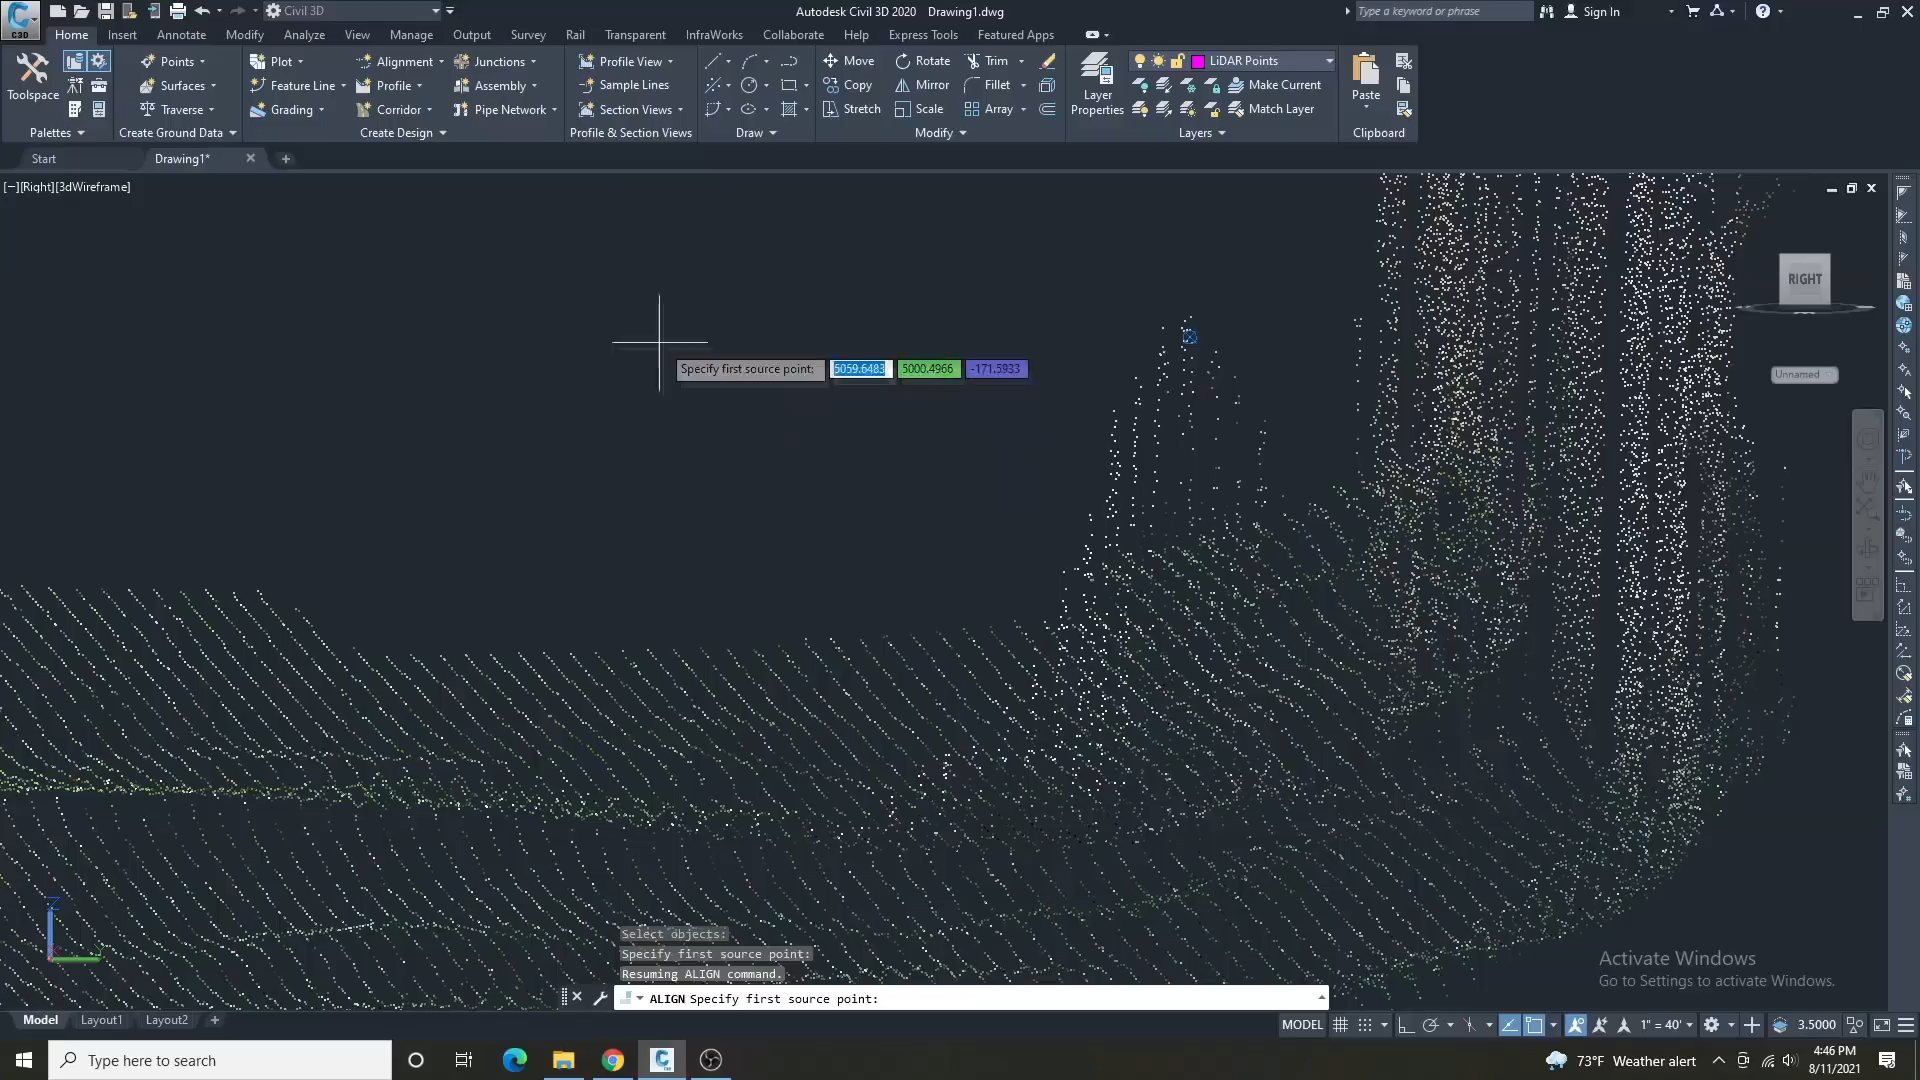 C3D
Civil 3D
Autodesk Civil 3D 2020 Drawing1.dwg
Type a keyword or phrase
Sign In
Home Insert Annotate Modify Analyze View Manage Output Survey Rail Transparent InfraWorks Collaborate Help Express Tools Featured Apps
Toolspace
Points
Surfaces
Traverse
Plot
Feature Line
Grading
Alignment
Profile
Corridor
Junctions
Assembly
Pipe Network
Profile View
Sample Lines
Section Views
Move
Copy
Stretch
Rotate
Mirror
Scale
Trim
Fillet
Array
Layer
Properties
LiDAR Points
Make Current
Match Layer
Paste
Palettes Create Ground Data Create Design Profile & Section Views Draw Modify Layers Clipboard
Start
Drawing1*
[−][Right][3dWireframe]
RIGHT
Unnamed
Specify first source point: 5059.6483 5000.4966 -171.5933
Z
Y
Select objects:
Specify first source point:
Resuming ALIGN command.
ALIGN Specify first source point:
Activate Windows
Go to Settings to activate Windows.
Model Layout1 Layout2
MODEL
1" = 40'
3.5000
Type here to search
73°F Weather alert
4:46 PM
8/11/2021